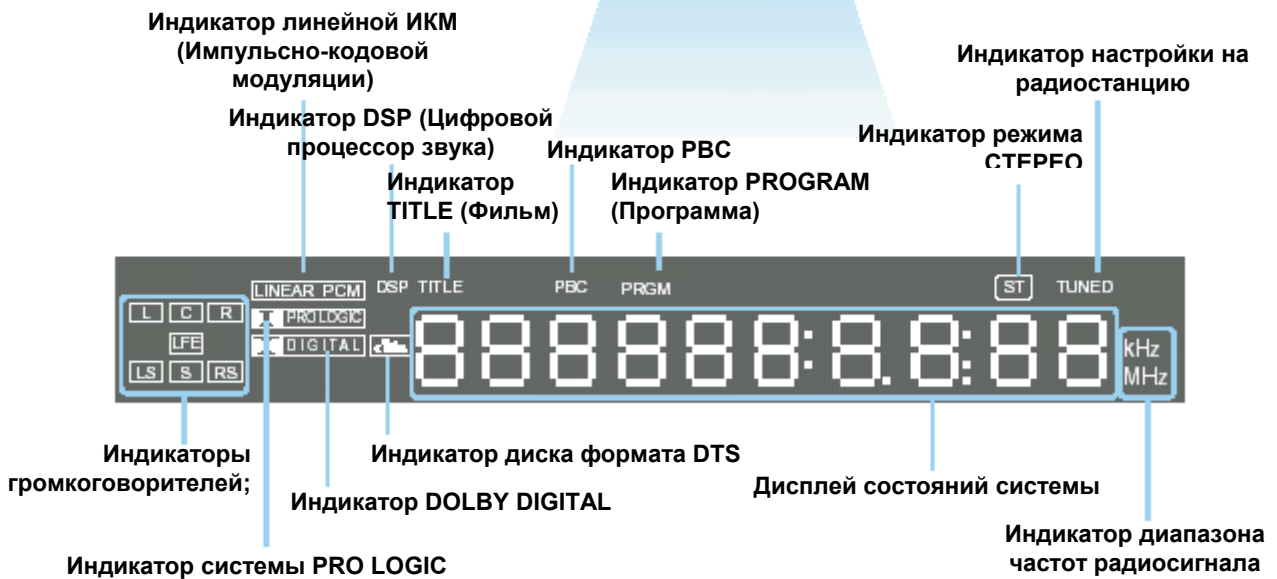 Индикатор линейной ИКМ
(Импульсно-кодовой
модуляции)
Индикатор настройки на
радиостанцию
Индикатор DSP (Цифровой
процессор звука)
Индикатор PBC
Индикатор режима
СТЕРЕО
Индикатор
TITLE (Фильм)
Индикатор PROGRAM
(Программа)
LINEAR PCM DSP TITLE PBC PRGM ST TUNED
L C R PRO LOGIC
LFE DIGITAL
LS S RS
888888:8.8:88
kHz
MHz
Индикаторы
громкоговорителей;
Индикатор диска формата DTS
Индикатор DOLBY DIGITAL
Дисплей состояний системы
Индикатор системы PRO LOGIC
Индикатор диапазона
частот радиосигнала